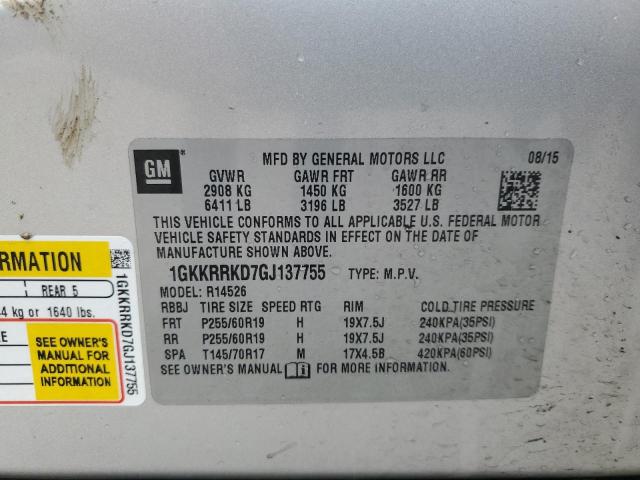 GM
MFD BY GENERAL MOTORS LLC 08/15
GVWR GAWR FRT GAWR RR
2908 KG 1450 KG 1600 KG
6411 LB 3196 LB 3527 LB
THIS VEHICLE CONFORMS TO ALL APPLICABLE U.S. FEDERAL MOTOR
VEHICLE SAFETY STANDARDS IN EFFECT ON THE DATE OF
MANUFACTURE SHOWN ABOVE.
1GKKRRKD7GJ137755 TYPE: M.P.V.
MODEL: R14526
RBBJ TIRE SIZE SPEED RTG RIM COLD TIRE PRESSURE
FRT P255/60R19 H 19X7.5J 240KPA(35PSI)
RR P255/60R19 H 19X7.5J 240KPA(35PSI)
SPA T145/70R17 M 17X4.5B 420KPA(60PSI)
SEE OWNER'S MANUAL FOR MORE INFORMATION.
REAR 5
kg or 1640 lbs.
SEE OWNER'S
MANUAL FOR
ADDITIONAL
INFORMATION
1GKKRRKD7GJ137755